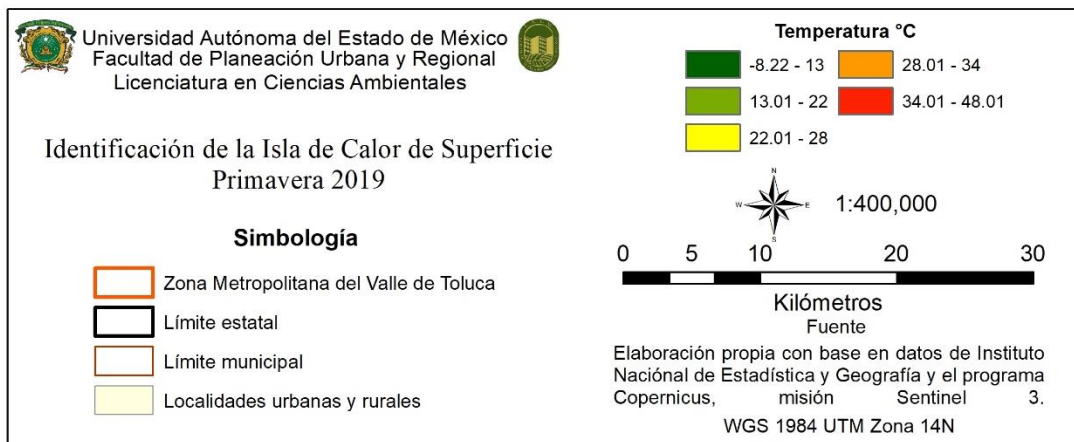 Universidad Autónoma del Estado de México
Facultad de Planeación Urbana y Regional
Licenciatura en Ciencias Ambientales
Identificación de la Isla de Calor de Superficie
Primavera 2019
Simbología
Zona Metropolitana del Valle de Toluca
Límite estatal
Límite municipal
Localidades urbanas y rurales
Temperatura °C
-8.22 - 13
13.01 - 22
22.01 - 28
28.01 - 34
34.01 - 48.01
N
W E
S
1:400,000
0 5 10 20 30
Kilómetros
Fuente
Elaboración propia con base en datos de Instituto
Naciónal de Estadística y Geografía y el programa
Copernicus, misión Sentinel 3.
WGS 1984 UTM Zona 14N